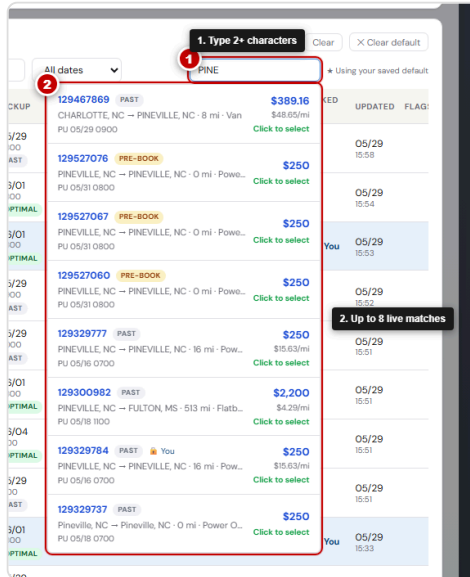 1. Type 2+ characters
Clear
× Clear default
1
All dates
PINE
★ Using your saved default
2
UPDATED
129467869 PAST $389.16
CHARLOTTE, NC → PINEVILLE, NC · 8 mi · Van $48.65/mi
PU 05/29 0900 Click to select
129527076 PRE-BOOK $250
PINEVILLE, NC → PINEVILLE, NC · 0 mi · Powe...
PU 05/31 0800 Click to select
129527067 PRE-BOOK $250
PINEVILLE, NC → PINEVILLE, NC · 0 mi · Powe...
PU 05/31 0800 Click to select
129527060 PRE-BOOK $250
PINEVILLE, NC → PINEVILLE, NC · 0 mi · Powe...
PU 05/31 0800 Click to select
129329777 PAST $250
PINEVILLE, NC → PINEVILLE, NC · 16 mi · Pow... $15.63/mi
PU 05/16 0700 Click to select
129300982 PAST $2,200
PINEVILLE, NC → FULTON, MS · 513 mi · Flatb... $4.29/mi
PU 05/18 1100 Click to select
129329784 PAST 🔒 You $250
PINEVILLE, NC → PINEVILLE, NC · 16 mi · Pow... $15.63/mi
PU 05/16 0700 Click to select
129329737 PAST $250
Pineville, NC → Pineville, NC · 0 mi · Power O...
PU 05/18 0700 Click to select
05/29
15:58
05/29
15:54
You 05/29
15:53
05/29
15:52
2. Up to 8 live matches
05/29
15:51
05/29
15:51
05/29
15:51
05/29
15:51
You 05/29
15:33